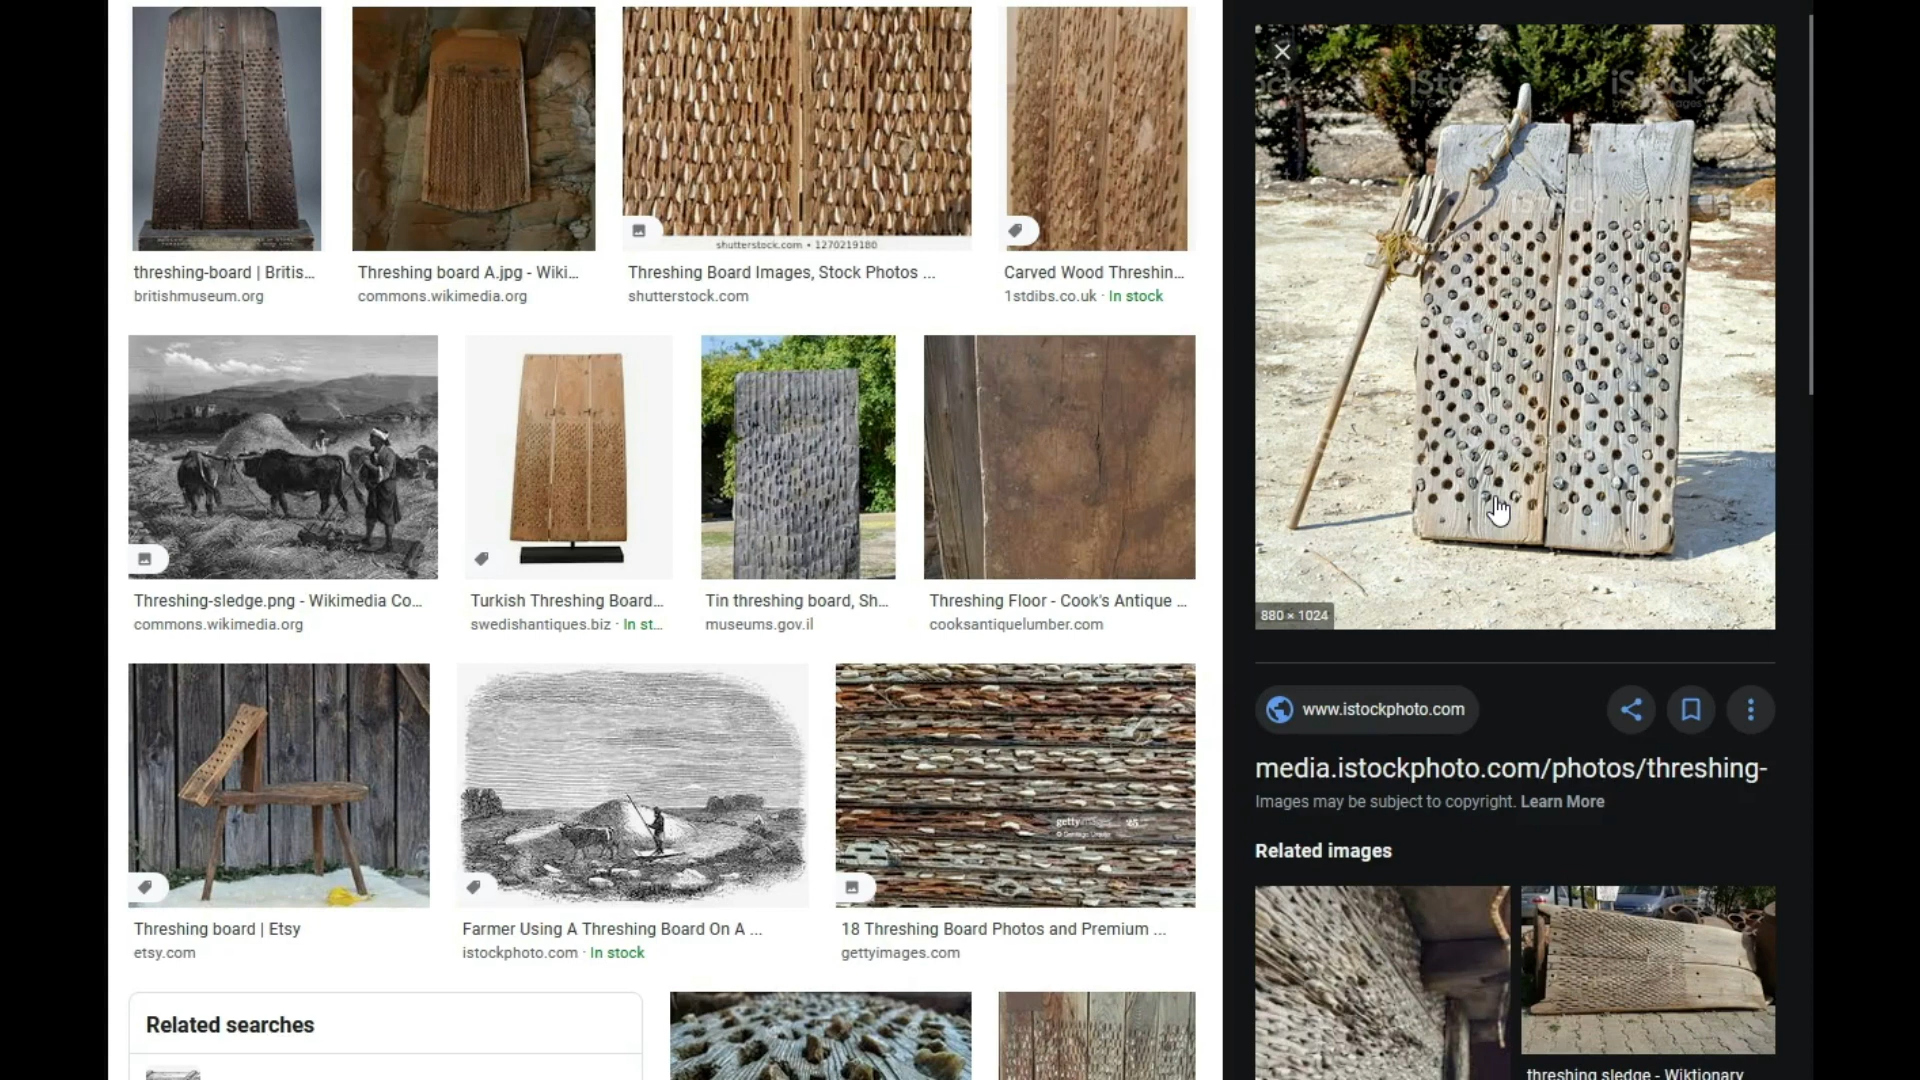 shutterstock.com • 1270219180
threshing-board | Britis...
britishmuseum.org
Threshing board A.jpg - Wiki...
commons.wikimedia.org
Threshing Board Images, Stock Photos ...
shutterstock.com
Carved Wood Threshin...
1stdibs.co.uk · In stock
Threshing-sledge.png - Wikimedia Co...
commons.wikimedia.org
Turkish Threshing Board...
swedishantiques.biz · In st...
Tin threshing board, Sh...
museums.gov.il
Threshing Floor - Cook's Antique ...
cooksantiquelumber.com
gettyimages
Threshing board | Etsy
etsy.com
Farmer Using A Threshing Board On A ...
istockphoto.com · In stock
18 Threshing Board Photos and Premium ...
gettyimages.com
Related searches
iStock
iStock
880 × 1024
www.istockphoto.com
media.istockphoto.com/photos/threshing-
Images may be subject to copyright. Learn More
Related images
threshing sledge - Wiktionary